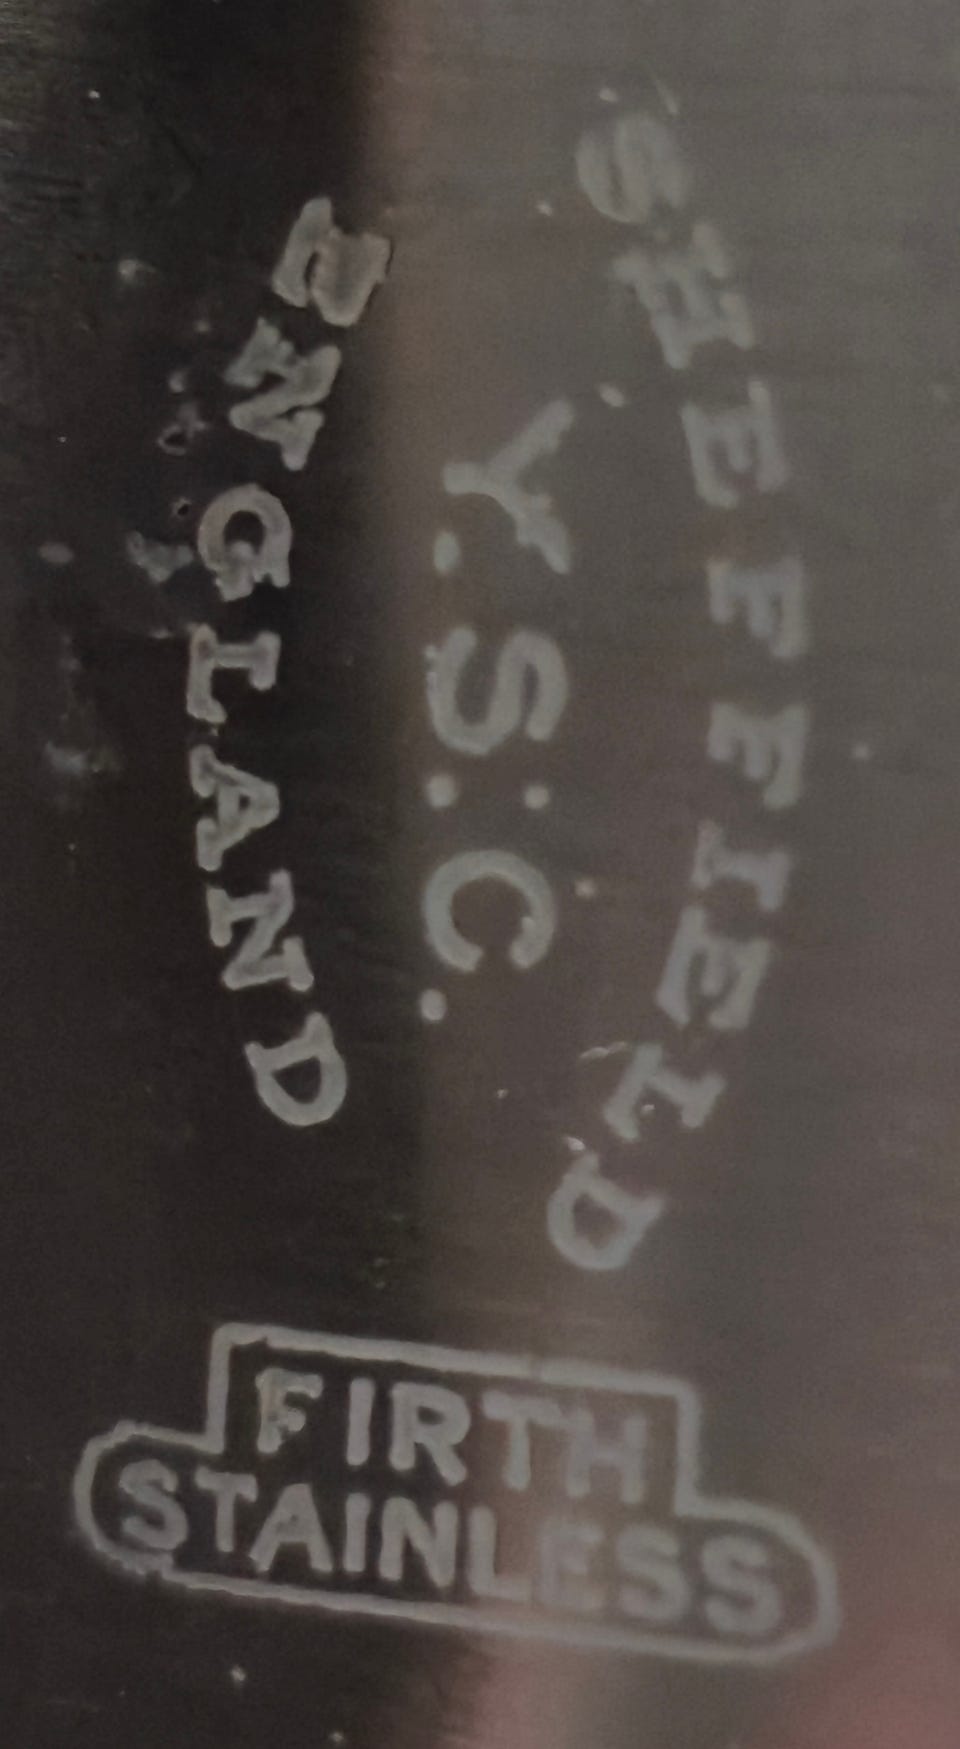 SHEFFIELD
Y.S.C.
ENGLAND
FIRTH
STAINLESS